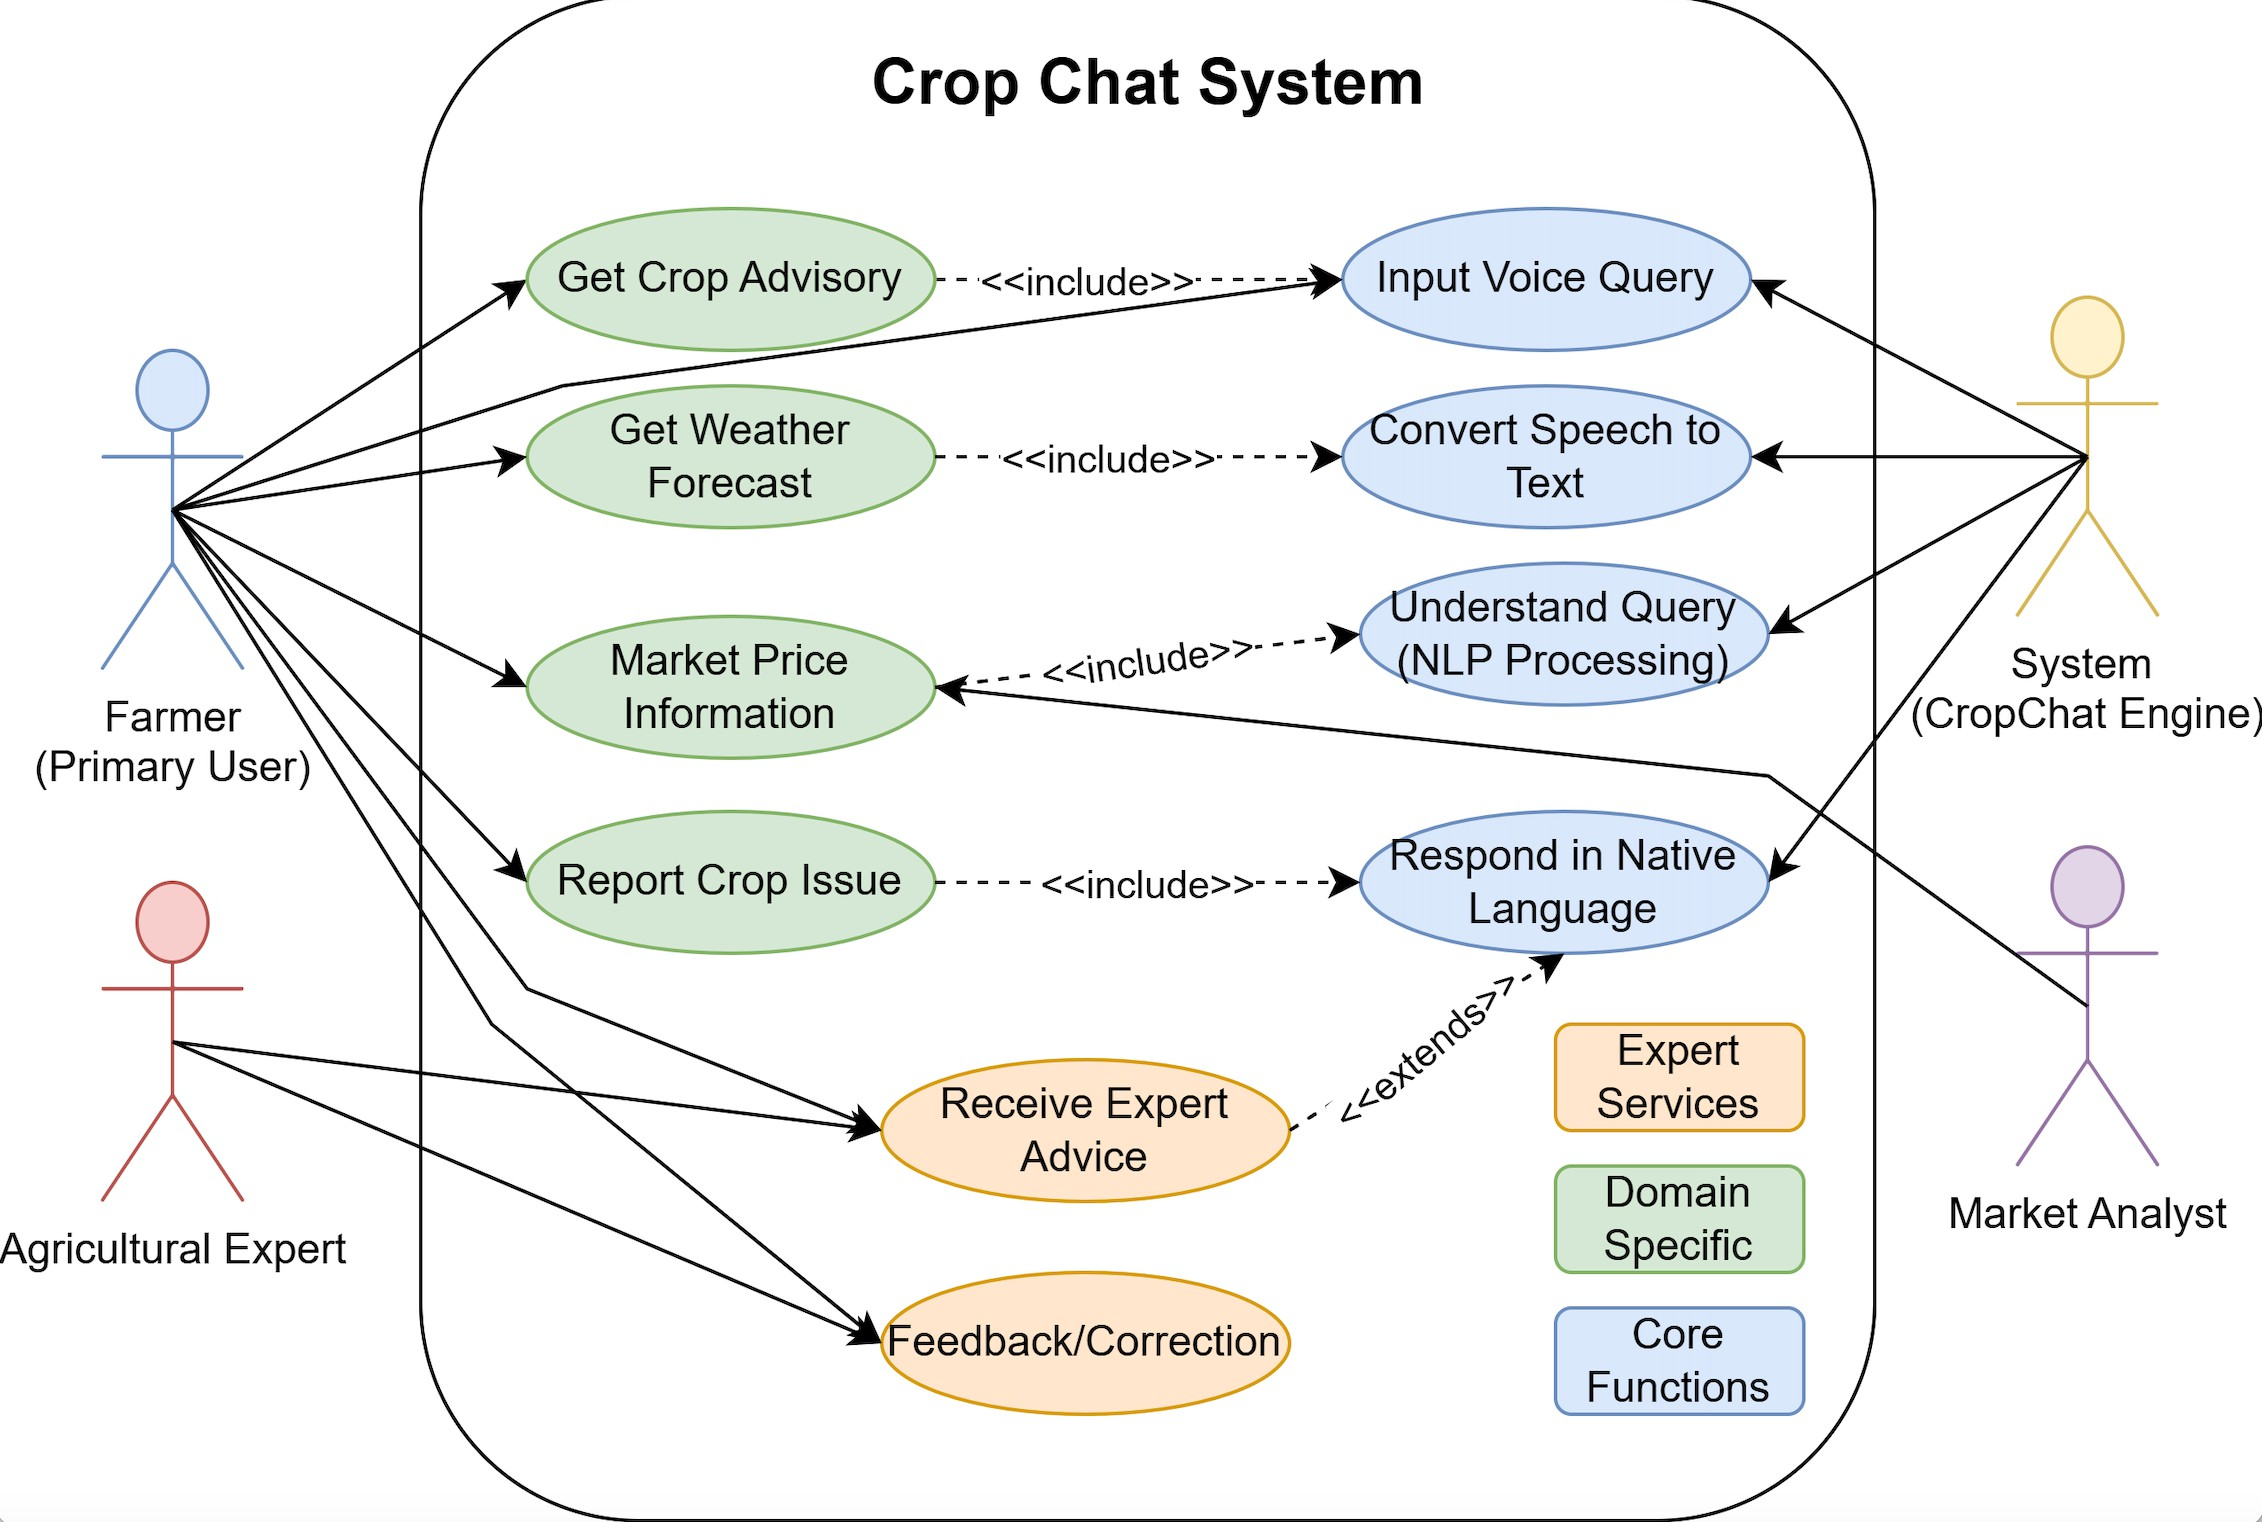 Crop Chat System
Get Crop Advisory
<<include>>
Input Voice Query
Get Weather
Forecast
<<include>>
Convert Speech to
Text
Market Price
Information
<<include>>
Understand Query
(NLP Processing)
Report Crop Issue
<<include>>
Respond in Native
Language
<<extends>>
Receive Expert
Advice
Feedback/Correction
Expert
Services
Domain
Specific
Core
Functions
Farmer
(Primary User)
Agricultural Expert
System
(CropChat Engine)
Market Analyst